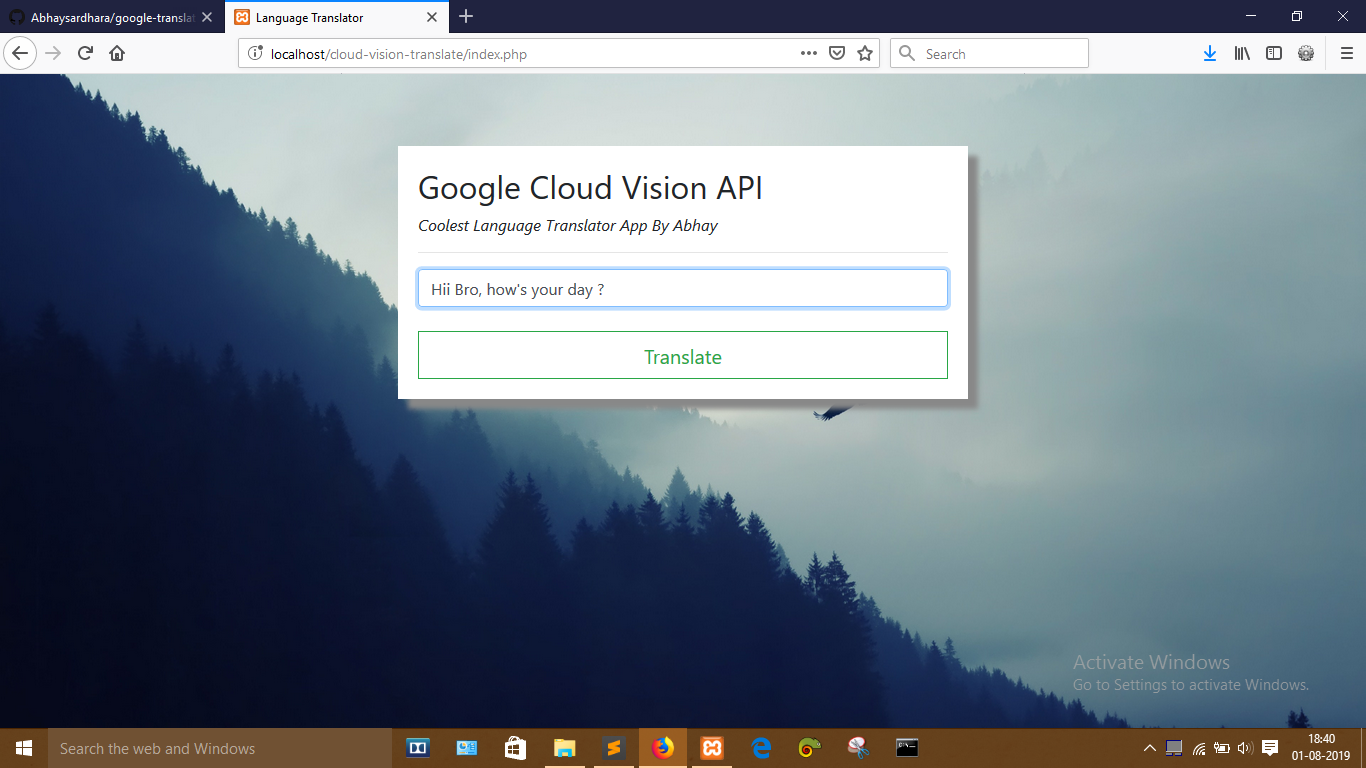 Abhaysardhara/google-translat
Language Translator
localhost/cloud-vision-translate/index.php
Search
Google Cloud Vision API
Coolest Language Translator App By Abhay
Hii Bro, how's your day ?
Translate
Activate Windows
Go to Settings to activate Windows.
Search the web and Windows
18:40
01-08-2019